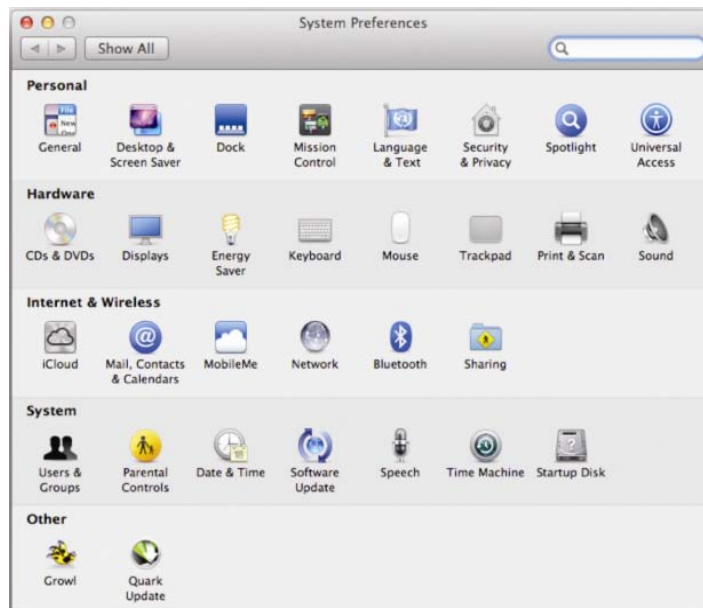 System Preferences
Show All
Personal
General
Desktop &
Screen Saver
Dock
Mission
Control
Language
& Text
Security
& Privacy
Spotlight
Universal
Access
Hardware
CDs & DVDs
Displays
Energy
Saver
Keyboard
Mouse
Trackpad
Print & Scan
Sound
Internet & Wireless
iCloud
Mail, Contacts
& Calendars
MobileMe
Network
Bluetooth
Sharing
System
Users &
Groups
Parental
Controls
Date & Time
Software
Update
Speech
Time Machine
Startup Disk
Other
Growl
Quark
Update